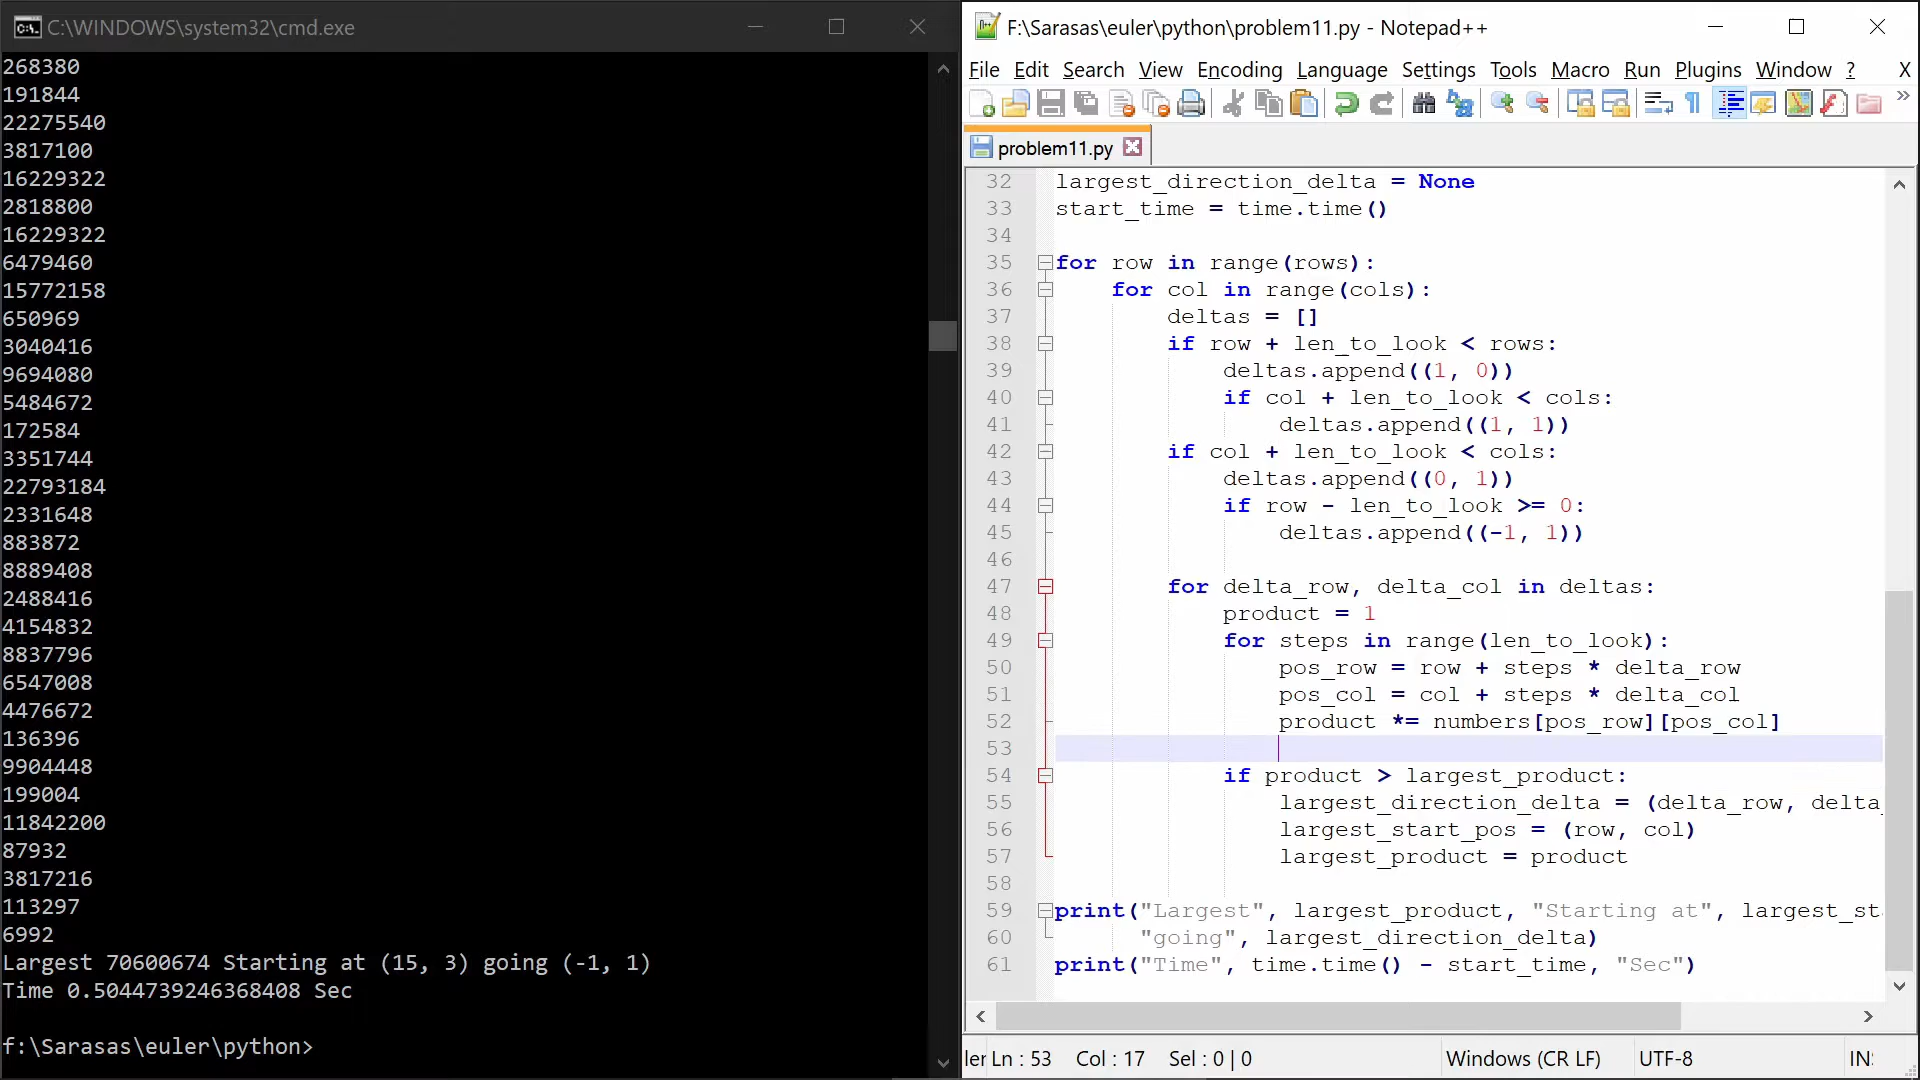 C:\WINDOWS\system32\cmd.exe
268380
191844
22275540
3817100
16229322
2818800
16229322
6479460
15772158
650969
3040416
9694080
5484672
172584
3351744
22793184
2331648
883872
8889408
2488416
4154832
8837796
6547008
4476672
136396
9904448
199004
11842200
87932
3817216
113297
6992
Largest 70600674 Starting at (15, 3) going (-1, 1)
Time 0.5044739246368408 Sec
f:\Sarasas\euler\python>
F:\Sarasas\euler\python\problem11.py - Notepad++
File Edit Search View Encoding Language Settings Tools Macro Run Plugins Window ? X
problem11.py
32 largest_direction_delta = None
33 start_time = time.time()
34
35 for row in range(rows):
36     for col in range(cols):
37         deltas = []
38         if row + len_to_look < rows:
39             deltas.append((1, 0))
40             if col + len_to_look < cols:
41                 deltas.append((1, 1))
42         if col + len_to_look < cols:
43             deltas.append((0, 1))
44             if row - len_to_look >= 0:
45                 deltas.append((-1, 1))
46
47         for delta_row, delta_col in deltas:
48             product = 1
49             for steps in range(len_to_look):
50                 pos_row = row + steps * delta_row
51                 pos_col = col + steps * delta_col
52                 product *= numbers[pos_row][pos_col]
53
54             if product > largest_product:
55                 largest_direction_delta = (delta_row, delta_
56                 largest_start_pos = (row, col)
57                 largest_product = product
58
59 print("Largest", largest_product, "Starting at", largest_st
60       "going", largest_direction_delta)
61 print("Time", time.time() - start_time, "Sec")
ler Ln : 53 Col : 17 Sel : 0 | 0 Windows (CR LF) UTF-8 IN